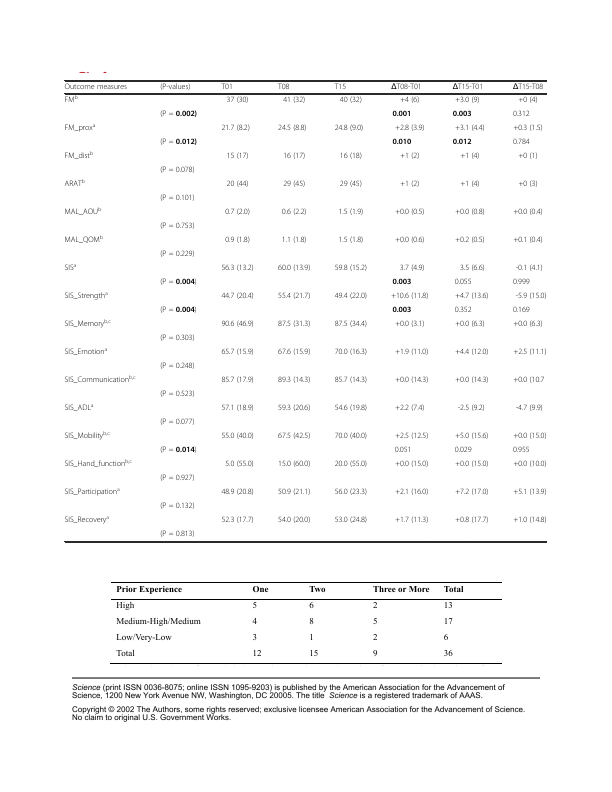 Outcome measures (P-values) T01 T08 T15 ΔT08-T01 ΔT15-T01 ΔT15-T08
FMb 37 (30) 41 (32) 40 (32) +4 (6) +3.0 (9) +0 (4)
(P = 0.002) 0.001 0.003 0.312
FM_proxa 21.7 (8.2) 24.5 (8.8) 24.8 (9.0) +2.8 (3.9) +3.1 (4.4) +0.3 (1.5)
(P = 0.012) 0.010 0.012 0.784
FM_distb 15 (17) 16 (17) 16 (18) +1 (2) +1 (4) +0 (1)
(P = 0.078)
ARATb 20 (44) 29 (45) 29 (45) +1 (2) +1 (4) +0 (3)
(P = 0.101)
MAL_AOUb 0.7 (2.0) 0.6 (2.2) 1.5 (1.9) +0.0 (0.5) +0.0 (0.8) +0.0 (0.4)
(P = 0.753)
MAL_QOMb 0.9 (1.8) 1.1 (1.8) 1.5 (1.8) +0.0 (0.6) +0.2 (0.5) +0.1 (0.4)
(P = 0.229)
SISa 56.3 (13.2) 60.0 (13.9) 59.8 (15.2) 3.7 (4.9) 3.5 (6.6) -0.1 (4.1)
(P = 0.004) 0.003 0.055 0.999
SIS_Strengtha 44.7 (20.4) 55.4 (21.7) 49.4 (22.0) +10.6 (11.8) +4.7 (13.6) -5.9 (15.0)
(P = 0.004) 0.003 0.352 0.169
SIS_Memoryb,c 90.6 (46.9) 87.5 (31.3) 87.5 (34.4) +0.0 (3.1) +0.0 (6.3) +0.0 (6.3)
(P = 0.303)
SIS_Emotiona 65.7 (15.9) 67.6 (15.9) 70.0 (16.3) +1.9 (11.0) +4.4 (12.0) +2.5 (11.1)
(P = 0.248)
SIS_Communicationb,c 85.7 (17.9) 89.3 (14.3) 85.7 (14.3) +0.0 (14.3) +0.0 (14.3) +0.0 (10.7
(P = 0.523)
SIS_ADLa 57.1 (18.9) 59.3 (20.6) 54.6 (19.8) +2.2 (7.4) -2.5 (9.2) -4.7 (9.9)
(P = 0.077)
SIS_Mobilityb,c 55.0 (40.0) 67.5 (42.5) 70.0 (40.0) +2.5 (12.5) +5.0 (15.6) +0.0 (15.0)
(P = 0.014) 0.051 0.029 0.955
SIS_Hand_functionb,c 5.0 (55.0) 15.0 (60.0) 20.0 (55.0) +0.0 (15.0) +0.0 (15.0) +0.0 (10.0)
(P = 0.927)
SIS_Participationa 48.9 (20.8) 50.9 (21.1) 56.0 (23.3) +2.1 (16.0) +7.2 (17.0) +5.1 (13.9)
(P = 0.132)
SIS_Recoverya 52.3 (17.7) 54.0 (20.0) 53.0 (24.8) +1.7 (11.3) +0.8 (17.7) +1.0 (14.8)
(P = 0.813)
Prior Experience One Two Three or More Total
High 5 6 2 13
Medium-High/Medium 4 8 5 17
Low/Very-Low 3 1 2 6
Total 12 15 9 36
Science (print ISSN 0036-8075; online ISSN 1095-9203) is published by the American Association for the Advancement of
Science, 1200 New York Avenue NW, Washington, DC 20005. The title Science is a registered trademark of AAAS.
Copyright © 2002 The Authors, some rights reserved; exclusive licensee American Association for the Advancement of Science.
No claim to original U.S. Government Works.